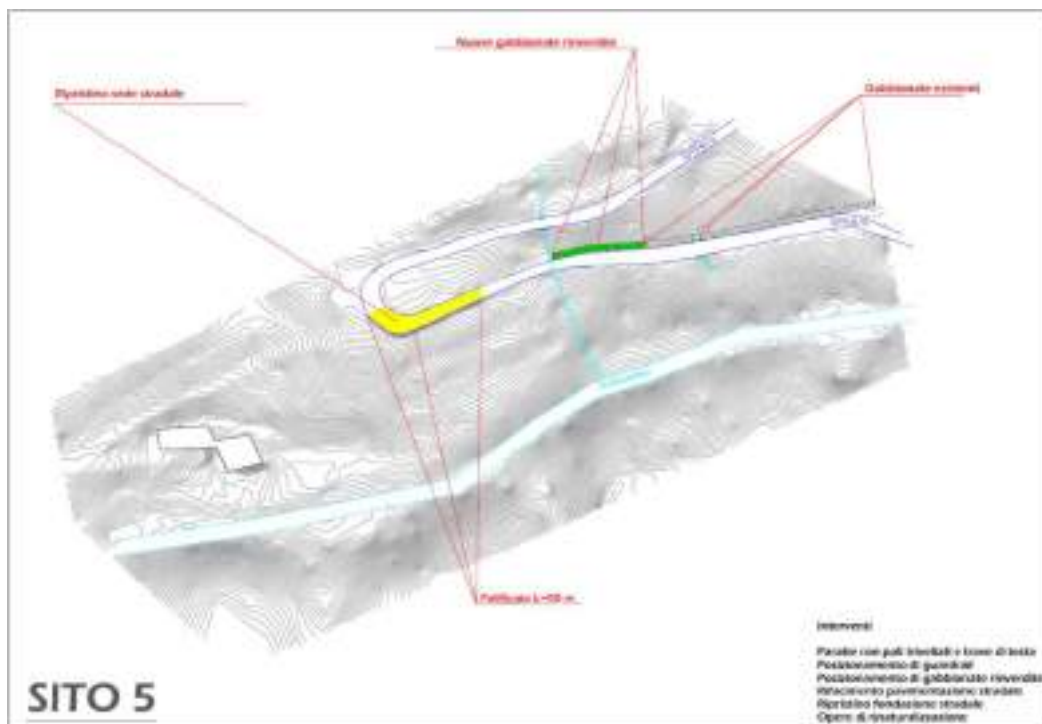 Nuove gabbionate rinverdite
Ripristino sede stradale
Gabbionate esistenti
Palificata L=50 m
Interventi
Paratie con pali trivellati e trave di testa
Posizionamento di guardrail
Posizionamento di gabbionate rinverdite
Rifacimento pavimentazione stradale
Ripristino fondazione stradale
Opere di rinaturalizzazione
SITO 5